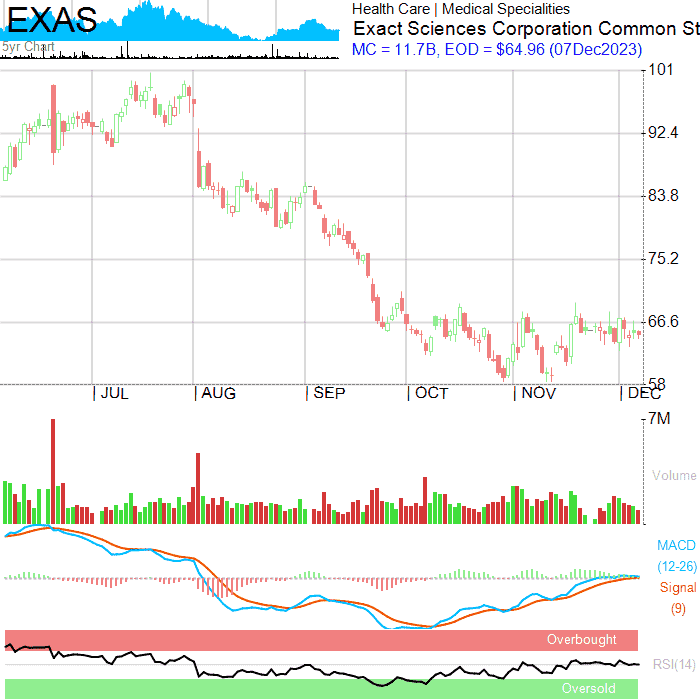 EXAS
5yr Chart
Health Care | Medical Specialities
Exact Sciences Corporation Common St
MC = 11.7B, EOD = $64.96 (07Dec2023)
101
92.4
83.8
75.2
66.6
58
JUL AUG SEP OCT NOV DEC
7M
Volume
MACD
(12-26)
Signal
(9)
Overbought
RSI(14)
Oversold